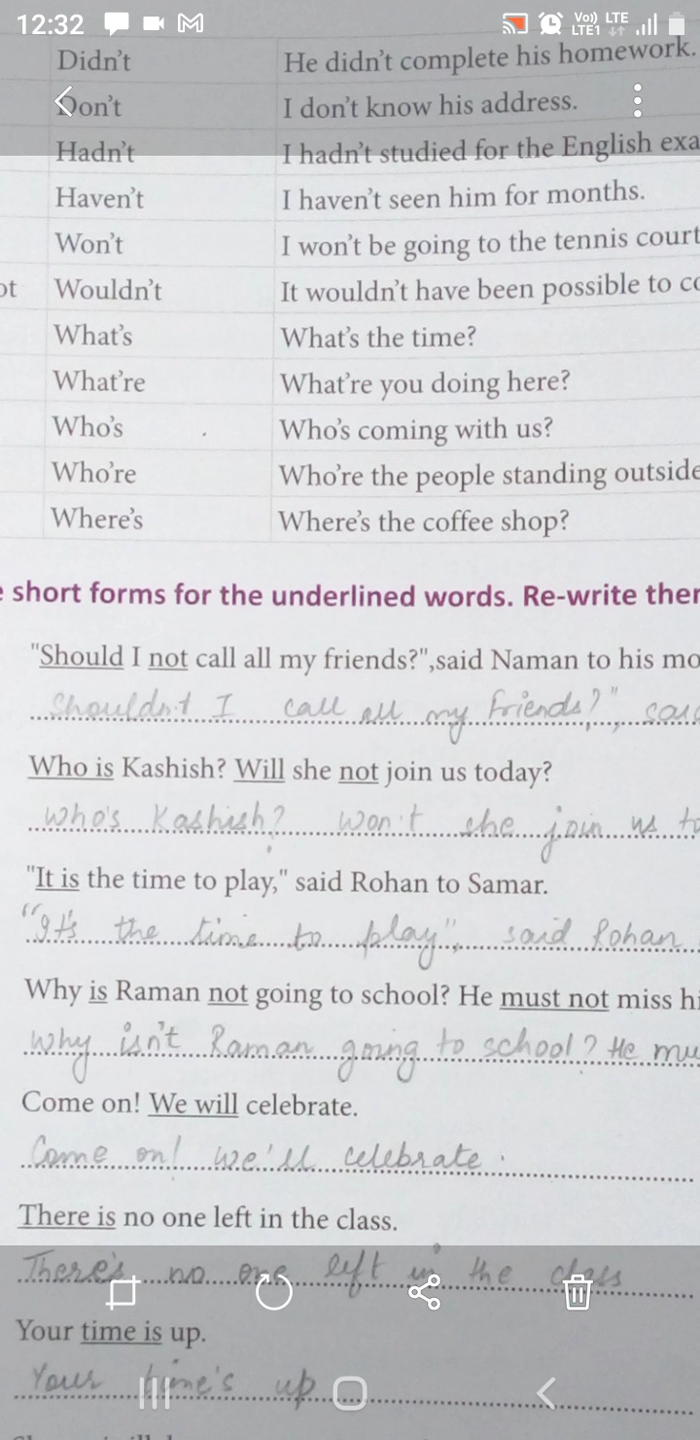 12:32 Vo)) LTE LTE1
Didn't He didn't complete his homework.
Don't I don't know his address.
Hadn't I hadn't studied for the English exa
Haven't I haven't seen him for months.
Won't I won't be going to the tennis court
ot Wouldn't It wouldn't have been possible to co
What's What's the time?
What're What're you doing here?
Who's Who's coming with us?
Who're Who're the people standing outside
Where's Where's the coffee shop?
e short forms for the underlined words. Re-write ther
"Should I not call all my friends?",said Naman to his mo
Shouldn't I call all my friends?", said
Who is Kashish? Will she not join us today?
Who's Kashish? Won't she join us to
"It is the time to play," said Rohan to Samar.
"It's the time to play", said Rohan
Why is Raman not going to school? He must not miss hi
Why isn't Raman going to school? He mu
Come on! We will celebrate.
Come on! we'll celebrate.
There is no one left in the class.
There's no one left in the class
Your time is up.
Your time's up